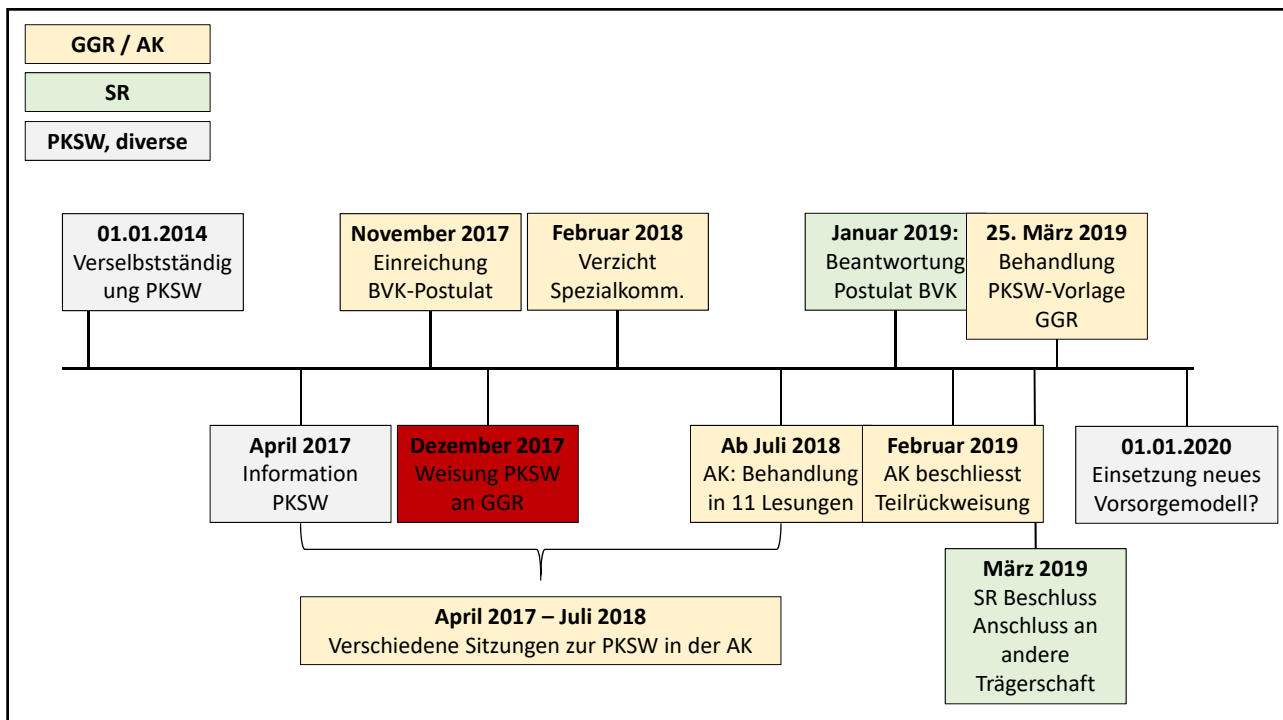 GGR / AK
SR
PKSW, diverse
01.01.2014
Verselbstständig
ung PKSW
November 2017
Einreichung
BVK-Postulat
Februar 2018
Verzicht
Spezialkomm.
Januar 2019:
Beantwortung
Postulat BVK
25. März 2019
Behandlung
PKSW-Vorlage
GGR
April 2017
Information
PKSW
Dezember 2017
Weisung PKSW
an GGR
Ab Juli 2018
AK: Behandlung
in 11 Lesungen
Februar 2019
AK beschliesst
Teilrückweisung
01.01.2020
Einsetzung neues
Vorsorgemodell?
März 2019
SR Beschluss
Anschluss an
andere
Trägerschaft
April 2017 – Juli 2018
Verschiedene Sitzungen zur PKSW in der AK